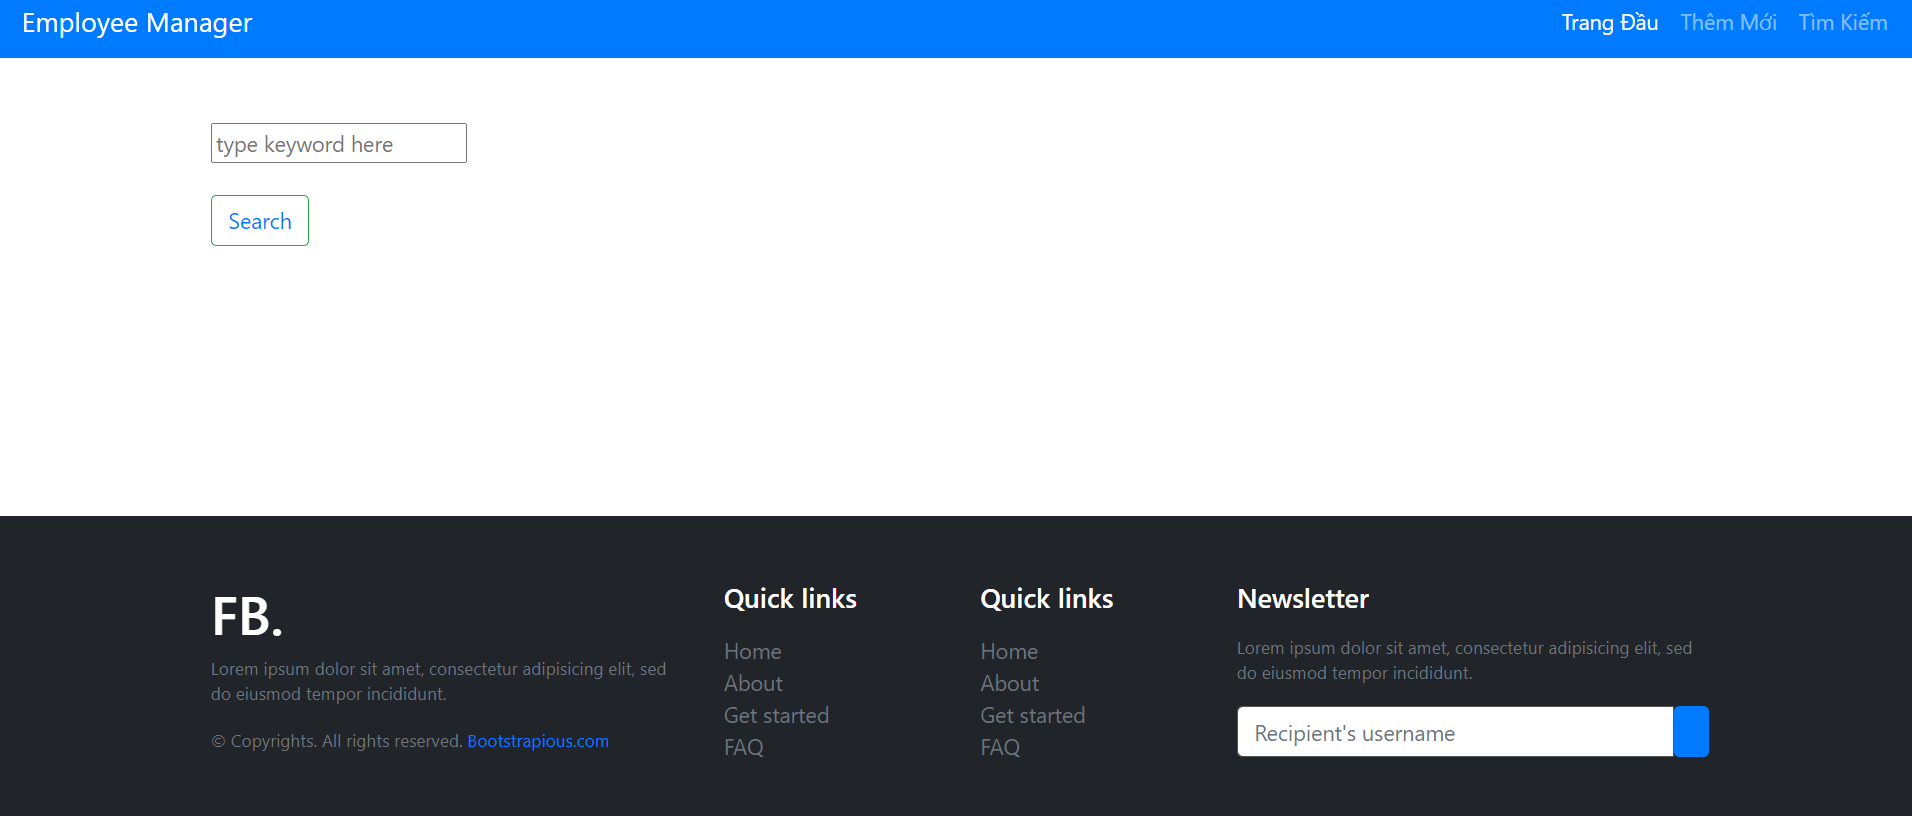 Employee Manager
Trang Đầu
Thêm Mới
Tìm Kiếm
type keyword here
Search
FB.
Lorem ipsum dolor sit amet, consectetur adipisicing elit, sed
do eiusmod tempor incididunt.
© Copyrights. All rights reserved. Bootstrapious.com
Quick links
Home
About
Get started
FAQ
Quick links
Home
About
Get started
FAQ
Newsletter
Lorem ipsum dolor sit amet, consectetur adipisicing elit, sed
do eiusmod tempor incididunt.
Recipient's username